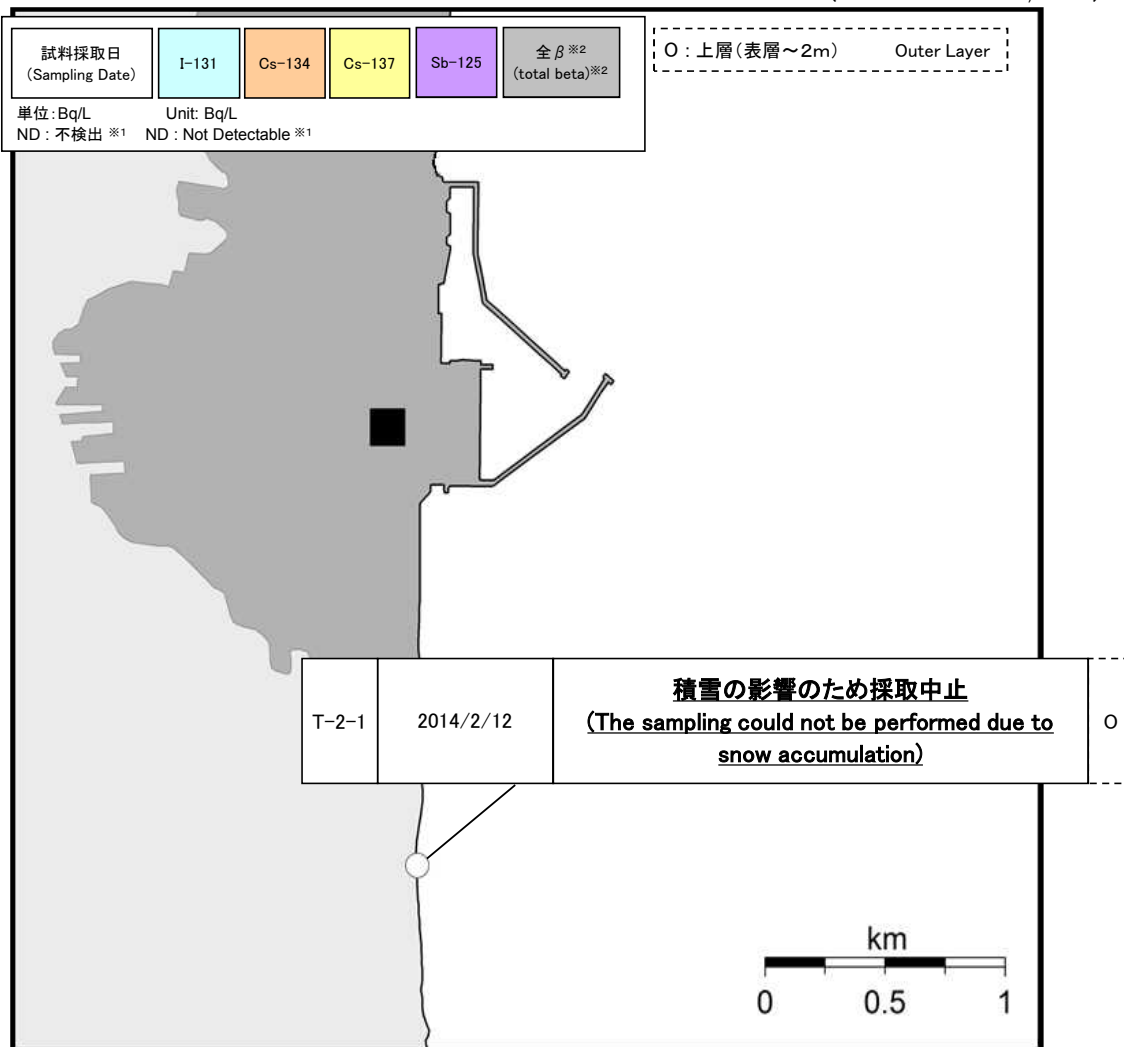 試料採取日
(Sampling Date)
I-131
Cs-134
Cs-137
Sb-125
全β※2
(total beta)※2
O：上層（表層～2m） Outer Layer
単位：Bq/L Unit: Bq/L
ND：不検出 ※1 ND : Not Detectable ※1
T-2-1
2014/2/12
積雪の影響のため採取中止
(The sampling could not be performed due to
snow accumulation)
O
km
0 0.5 1